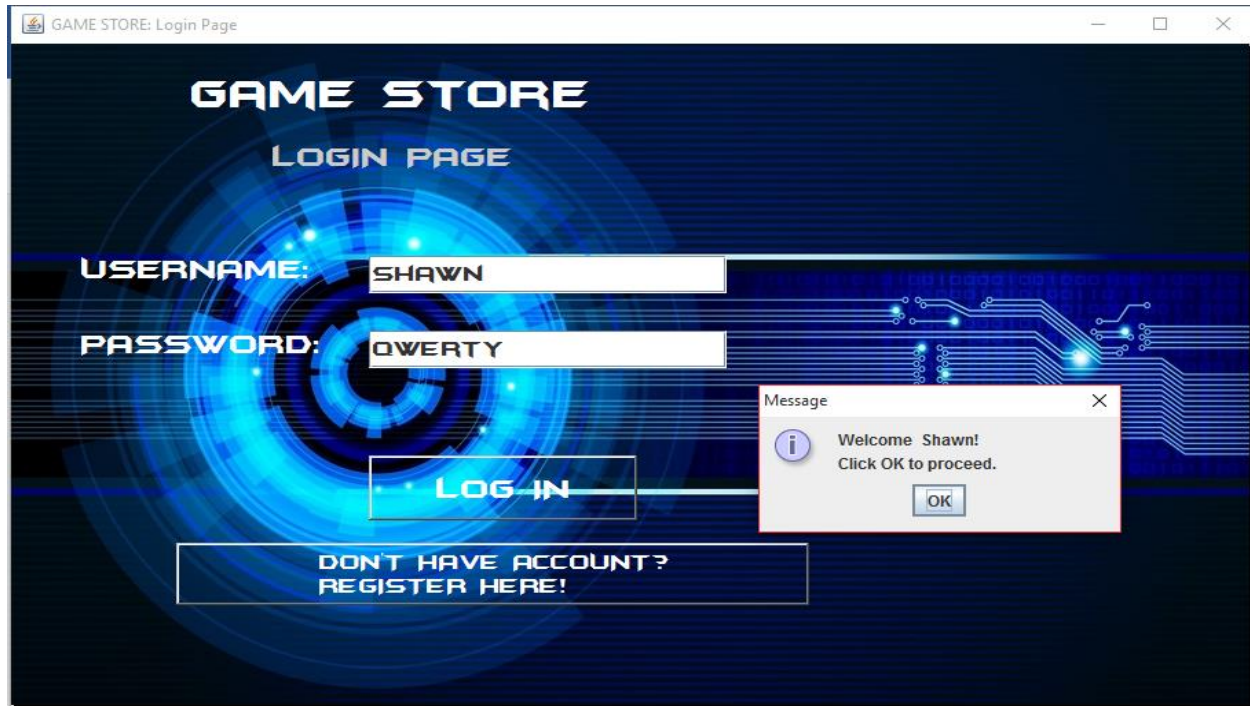 GAME STORE: Login Page
GAME STORE
LOGIN PAGE
USERNAME: SHAWN
PASSWORD: QWERTY
Message
Welcome  Shawn!
Click OK to proceed.
OK
LOG IN
DON'T HAVE ACCOUNT?
REGISTER HERE!